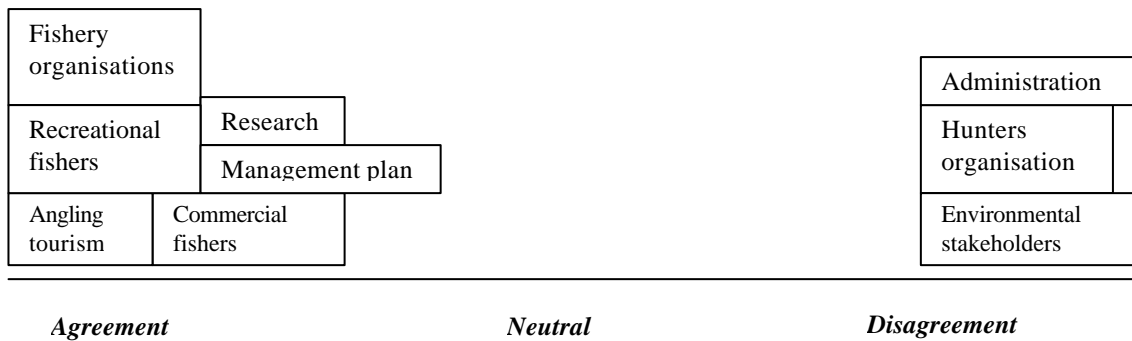 Fishery
organisations
Recreational
fishers
Research
Management plan
Angling
tourism
Commercial
fishers
Administration
Hunters
organisation
Environmental
stakeholders
Agreement
Neutral
Disagreement